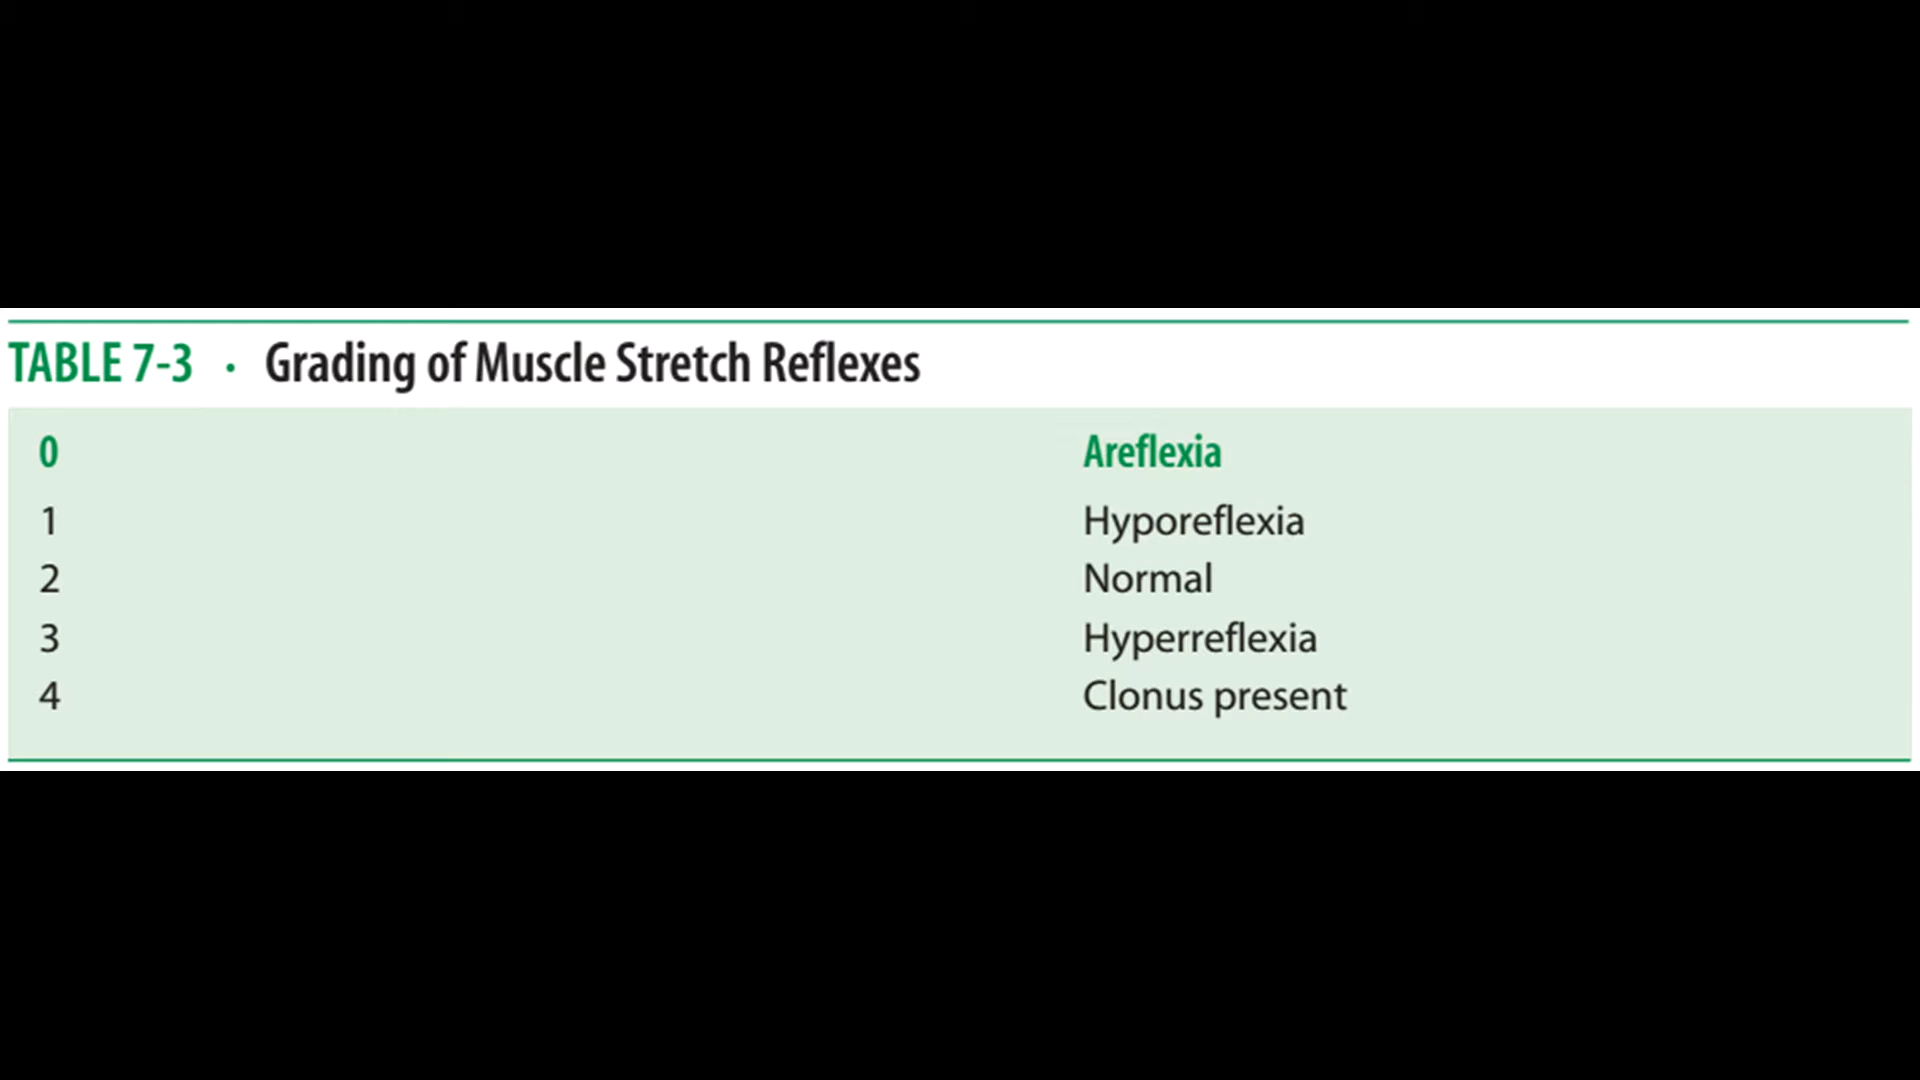 TABLE 7-3 · Grading of Muscle Stretch Reflexes
0 Areflexia
1 Hyporeflexia
2 Normal
3 Hyperreflexia
4 Clonus present